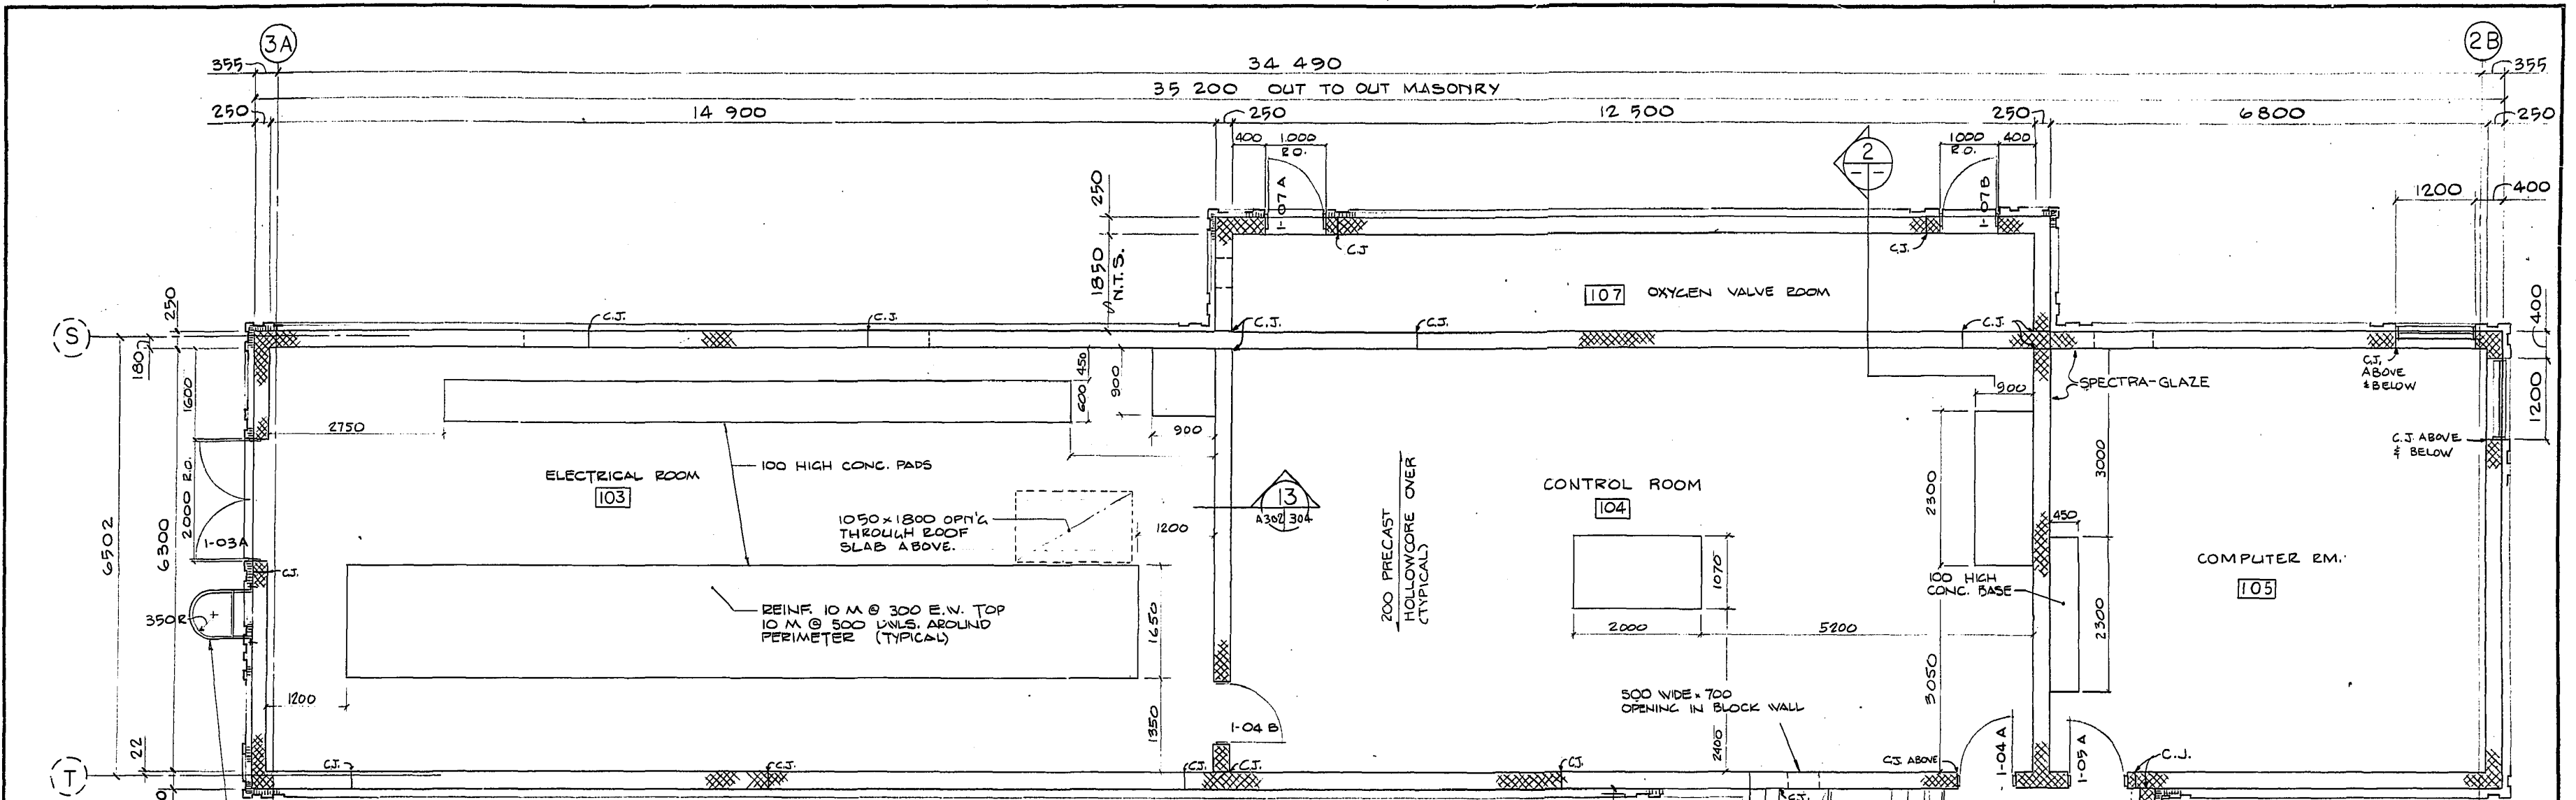 3A
2B
355
34 490
355
35 200 OUT TO OUT MASONRY
250
14 900
250
12 500
250
6800
250
400
1000
R.O.
1000
400
R.O.
2
1200
400
250
1-07A
1-07B
C.J
C.J.
1850
N.T.S.
107
OXYGEN VALVE ROOM
250
S
C.J.
C.J.
C.J.
C.J.
C.J.
400
180
1600
450
600
900
900
SPECTRA-GLAZE
C.J.
ABOVE
& BELOW
1200
2750
900
C.J. ABOVE
& BELOW
100 HIGH CONC. PADS
ELECTRICAL ROOM
103
2000 R.O.
1-03A
6502
6300
1050 x 1800 OPN'G
THROUGH ROOF
SLAB ABOVE.
1200
13
A302 304
200 PRECAST
HOLLOWCORE OVER
(TYPICAL)
CONTROL ROOM
104
2300
3000
450
COMPUTER RM.
105
1070
100 HIGH
CONC. BASE
C.J.
350R
REINF. 10 M @ 300 E.W. TOP
10 M @ 500 DWLS. AROUND
PERIMETER (TYPICAL)
1650
2000
5200
2300
1200
1350
1-04 B
500 WIDE x 700
OPENING IN BLOCK WALL
3050
2400
22
T
C.J.
C.J.
C.J.
C.J.
C.J.
C.J. ABOVE
1-04 A
1-05 A
C.J.
C.J.